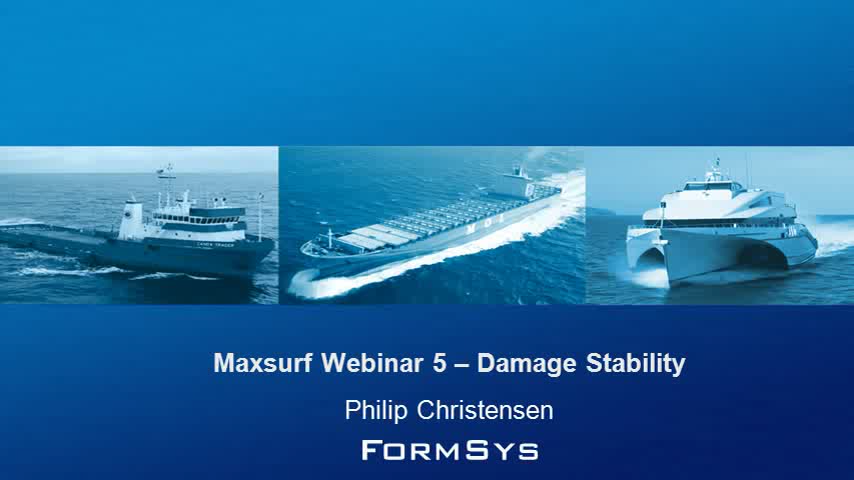 Maxsurf Webinar 5 – Damage Stability
Philip Christensen
FORMSYS